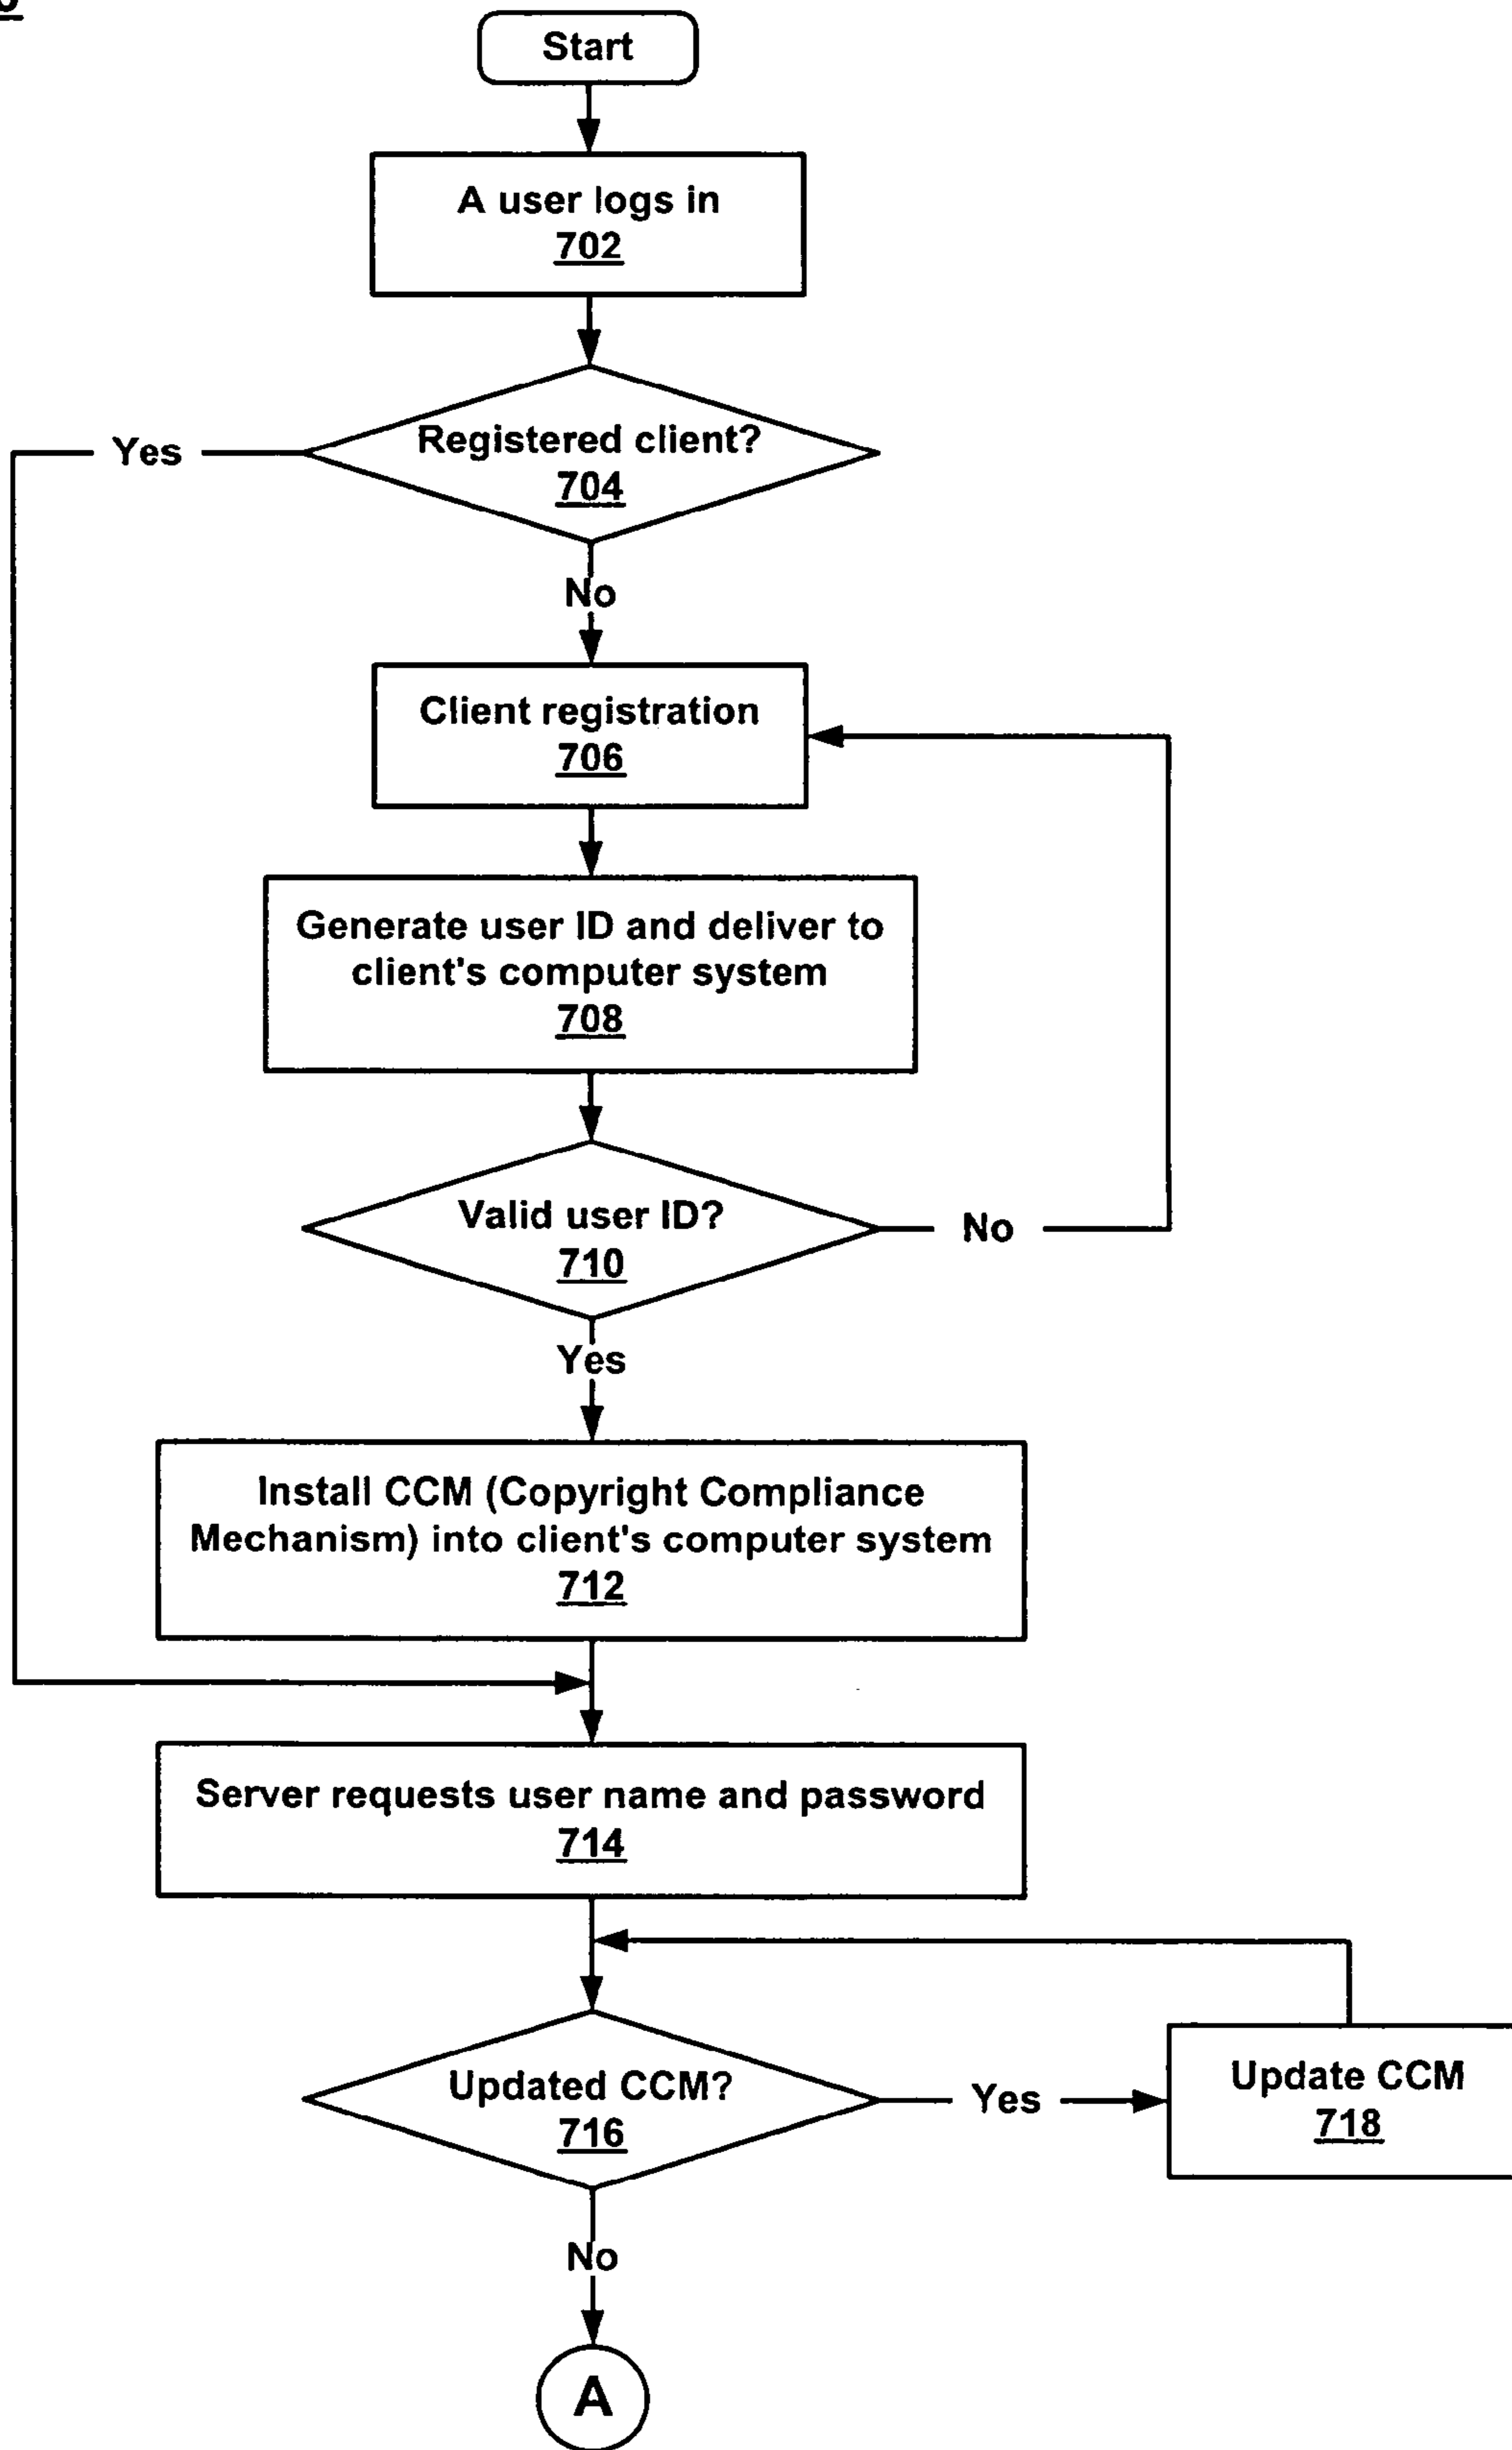 Start
A user logs in
702
Registered client?
704
Yes
No
Client registration
706
Generate user ID and deliver to
client's computer system
708
Valid user ID?
710
No
Yes
Install CCM (Copyright Compliance
Mechanism) into client's computer system
712
Server requests user name and password
714
Updated CCM?
716
Yes
Update CCM
718
No
A